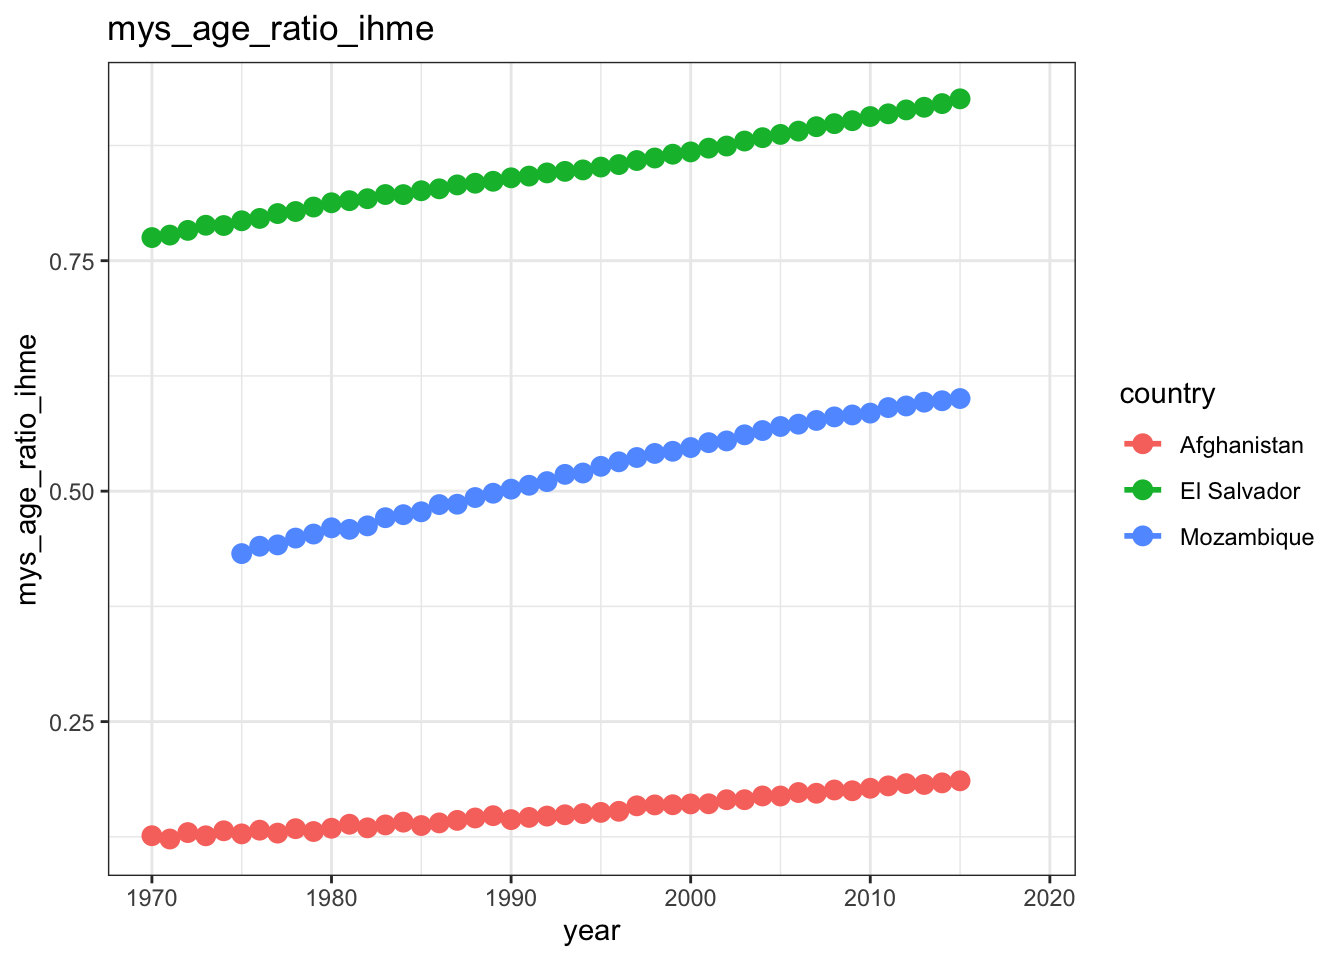 mys_age_ratio_ihme
mys_age_ratio_ihme
0.75
0.50
0.25
1970 1980 1990 2000 2010 2020
year
country
Afghanistan
El Salvador
Mozambique